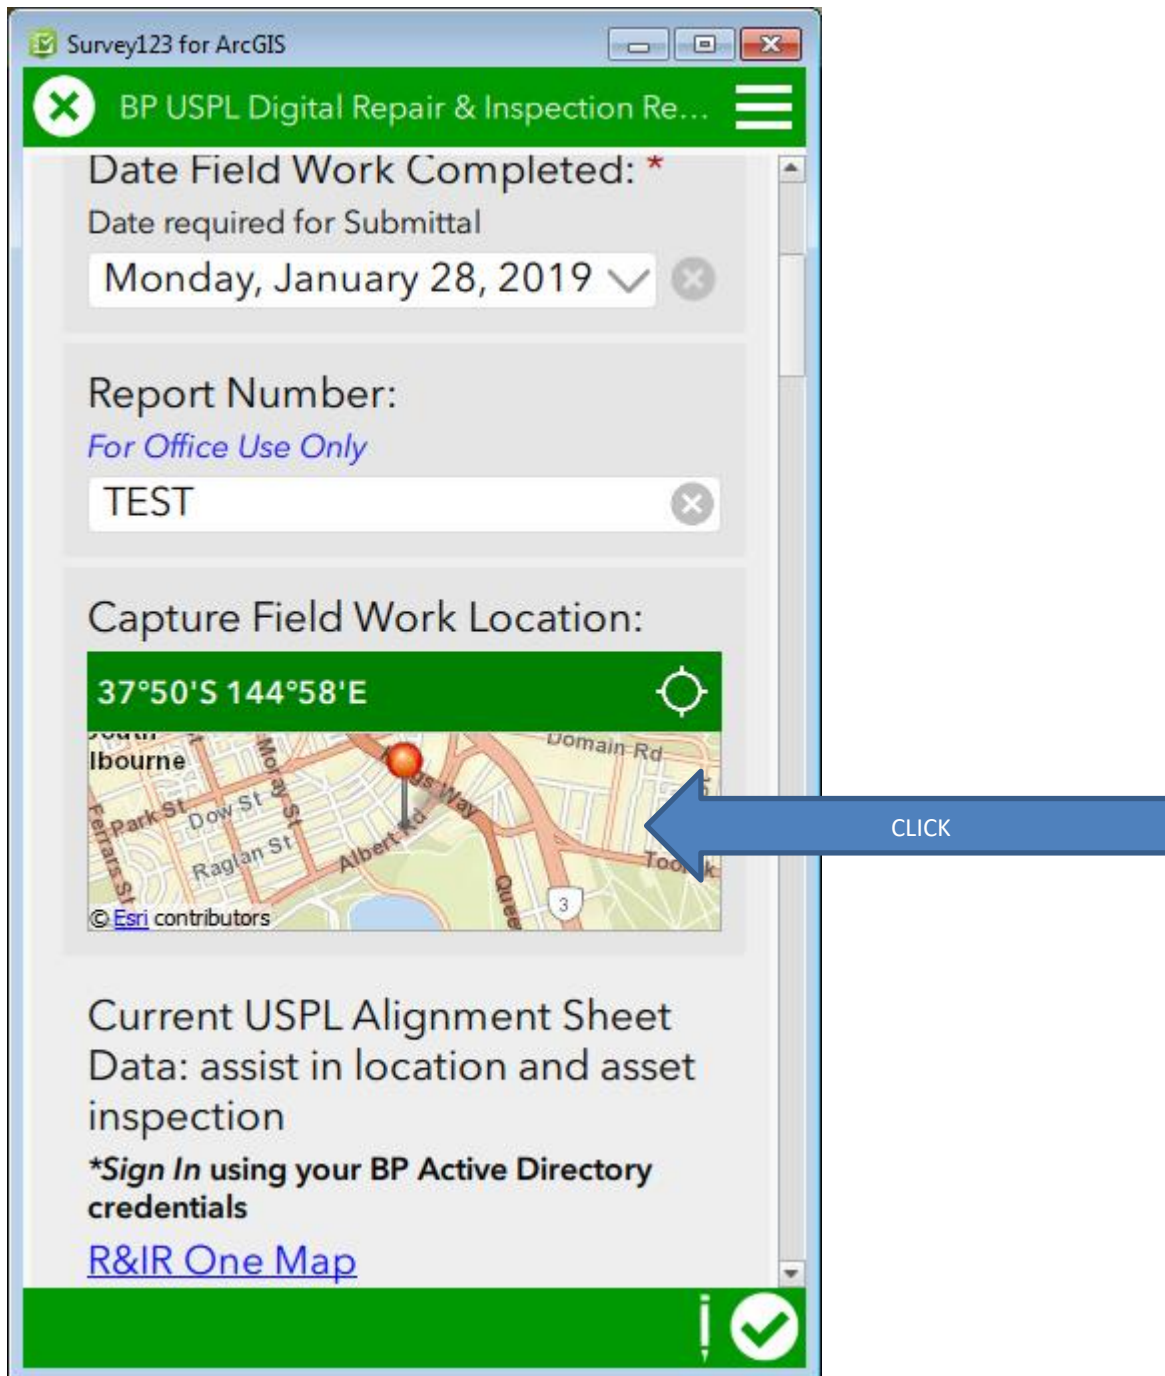 Survey123 for ArcGIS
BP USPL Digital Repair & Inspection Re...
Date Field Work Completed: *
Date required for Submittal
Monday, January 28, 2019
Report Number:
For Office Use Only
TEST
Capture Field Work Location:
37°50'S 144°58'E
Domain Rd
lbourne
Moray St
Kings Way
Park St
Dow St
Ferrars St
Raglan St
Albert Rd
CLICK
3
© Esri contributors
Current USPL Alignment Sheet
Data: assist in location and asset
inspection
*Sign In using your BP Active Directory
credentials
R&IR One Map